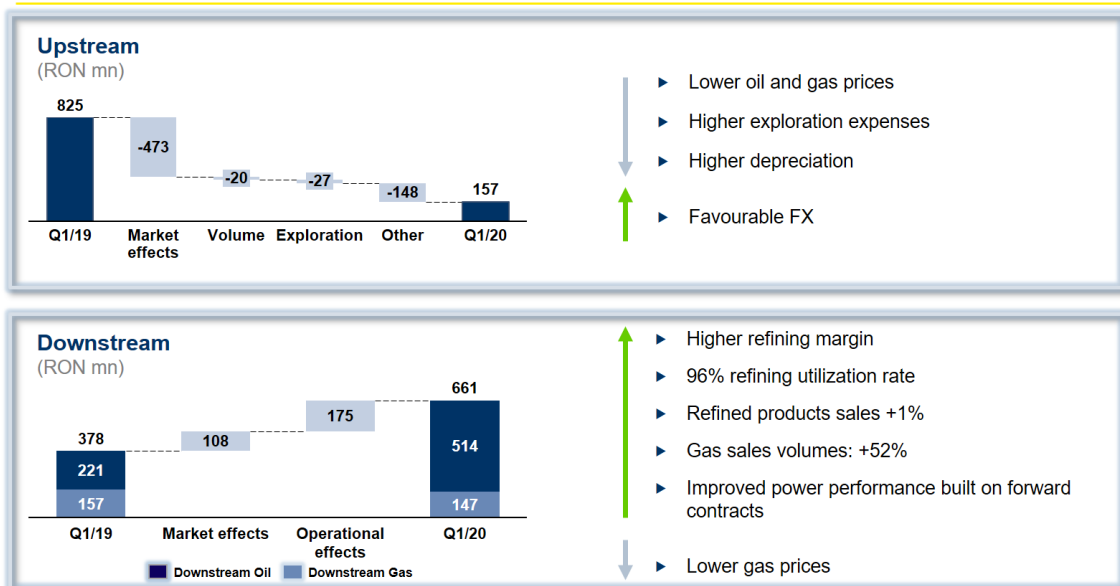 Upstream
(RON mn)
825
-473
-20
-27
-148
157
Q1/19
Market
effects
Volume
Exploration
Other
Q1/20
Lower oil and gas prices
Higher exploration expenses
Higher depreciation
Favourable FX
Downstream
(RON mn)
378
221
157
108
175
661
514
147
Q1/19
Market effects
Operational
effects
Q1/20
Downstream Oil
Downstream Gas
Higher refining margin
96% refining utilization rate
Refined products sales +1%
Gas sales volumes: +52%
Improved power performance built on forward
contracts
Lower gas prices